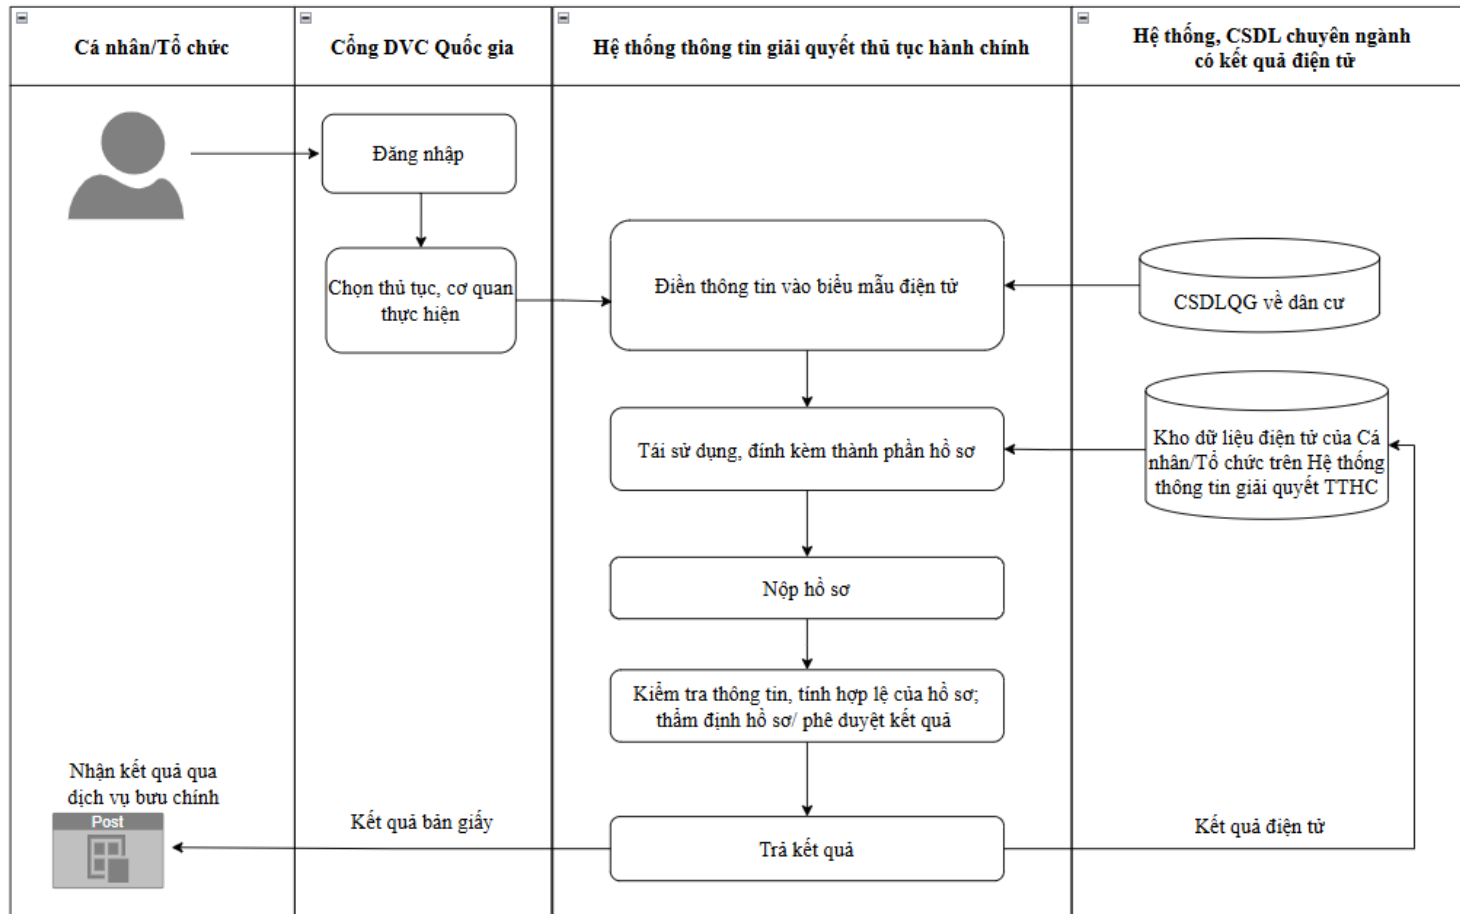 Cá nhân/Tổ chức
Cổng DVC Quốc gia
Hệ thống thông tin giải quyết thủ tục hành chính
Hệ thống, CSDL chuyên ngành
có kết quả điện tử
Đăng nhập
Chọn thủ tục, cơ quan
thực hiện
Điền thông tin vào biểu mẫu điện tử
CSDLQG về dân cư
Tái sử dụng, đính kèm thành phần hồ sơ
Kho dữ liệu điện tử của Cá
nhân/Tổ chức trên Hệ thống
thông tin giải quyết TTHC
Nộp hồ sơ
Kiểm tra thông tin, tính hợp lệ của hồ sơ;
thẩm định hồ sơ/ phê duyệt kết quả
Nhận kết quả qua
dịch vụ bưu chính
Post
Kết quả bản giấy
Trả kết quả
Kết quả điện tử